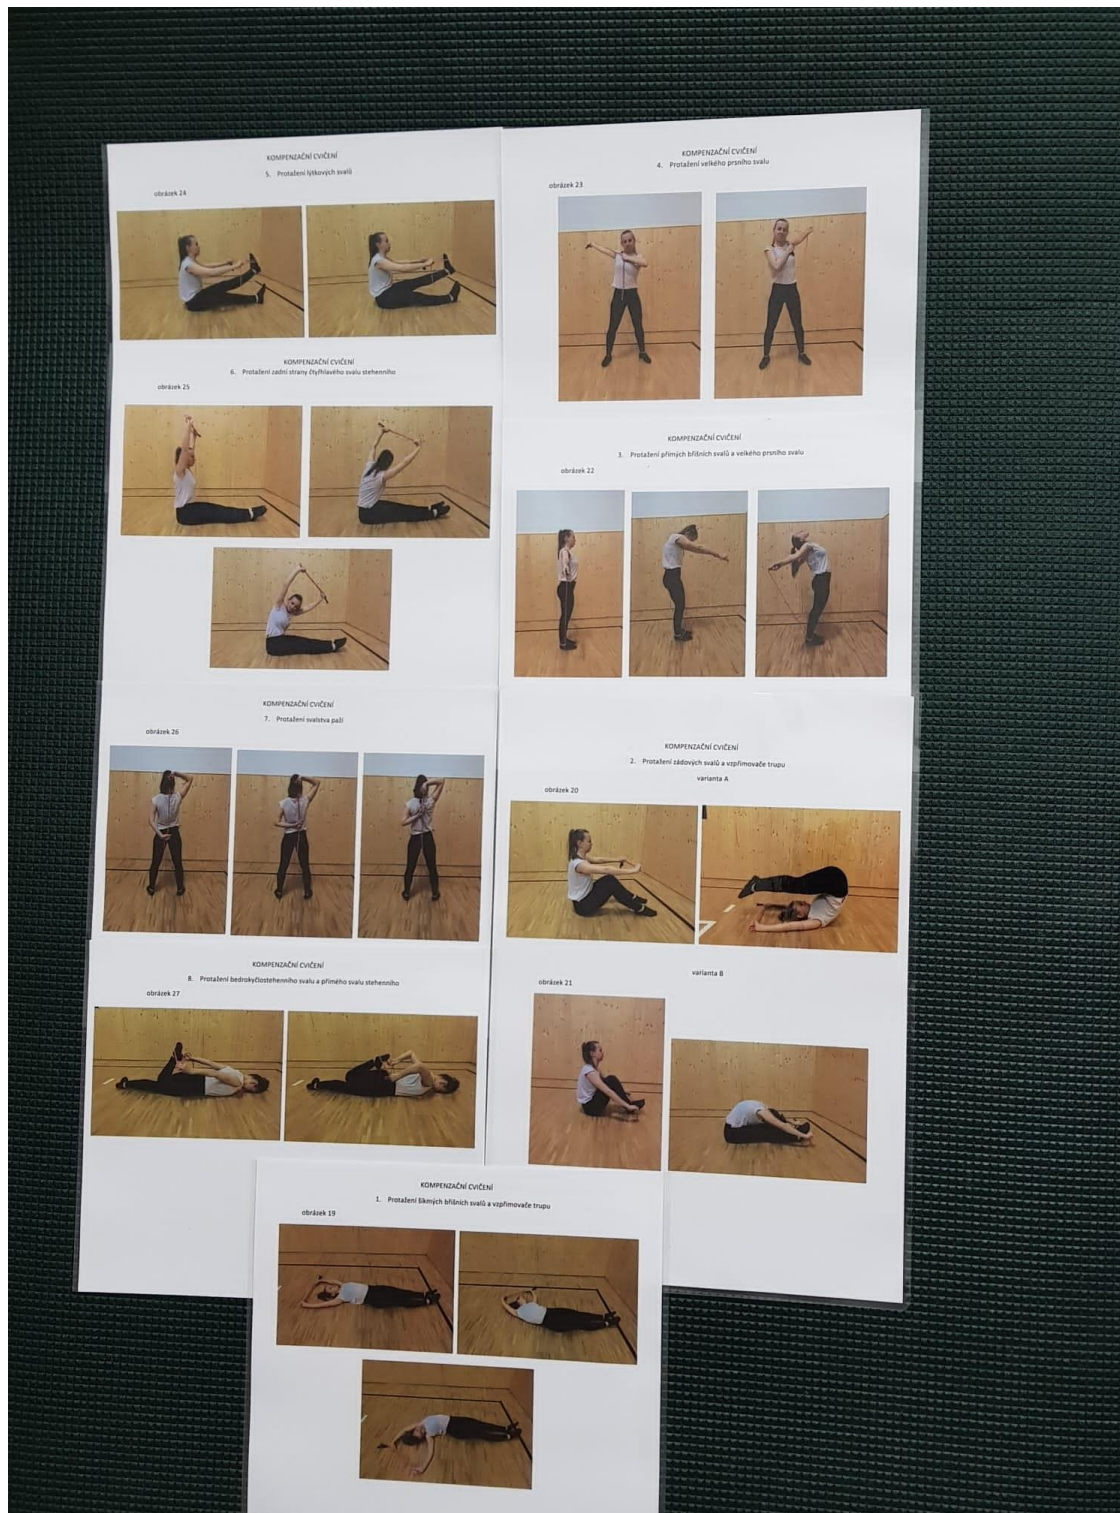 KOMPENZAČNÍ CVIČENÍ
5. Protažení lýtkových svalů
obrázek 24
KOMPENZAČNÍ CVIČENÍ
6. Protažení zadní strany čtyřhlavého svalu stehenního
obrázek 25
KOMPENZAČNÍ CVIČENÍ
7. Protažení svalstva paží
obrázek 26
KOMPENZAČNÍ CVIČENÍ
8. Protažení bedrokyčlostehenního svalu a přímého svalu stehenního
obrázek 27
KOMPENZAČNÍ CVIČENÍ
4. Protažení velkého prsního svalu
obrázek 23
KOMPENZAČNÍ CVIČENÍ
3. Protažení přímých břišních svalů a velkého prsního svalu
obrázek 22
KOMPENZAČNÍ CVIČENÍ
2. Protažení zádových svalů a vzpřimovače trupu
varianta A
obrázek 20
varianta B
obrázek 21
KOMPENZAČNÍ CVIČENÍ
1. Protažení šikmých břišních svalů a vzpřimovače trupu
obrázek 19